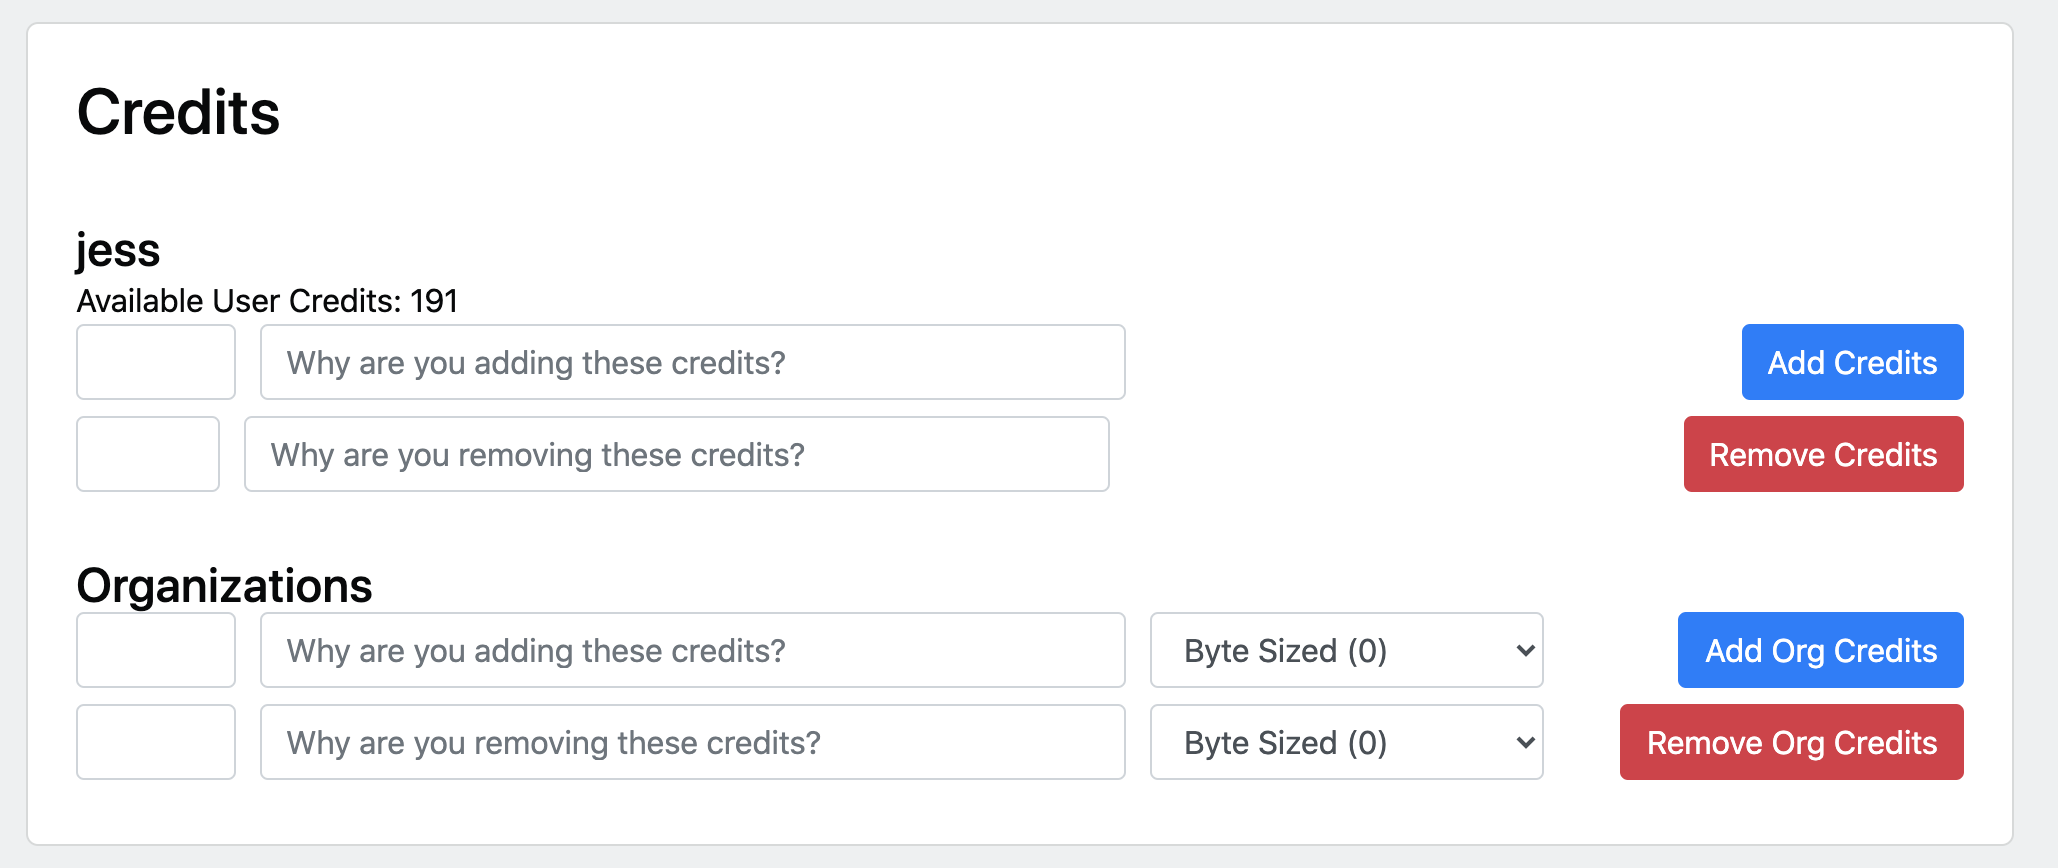 Credits
jess
Available User Credits: 191
Why are you adding these credits? Add Credits
Why are you removing these credits? Remove Credits
Organizations
Why are you adding these credits? Byte Sized (0) Add Org Credits
Why are you removing these credits? Byte Sized (0) Remove Org Credits